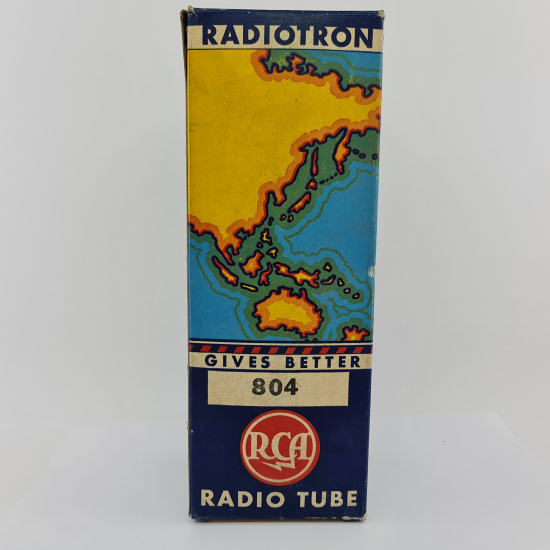 RADIOTRON
GIVES BETTER
804
RCA
RADIO TUBE